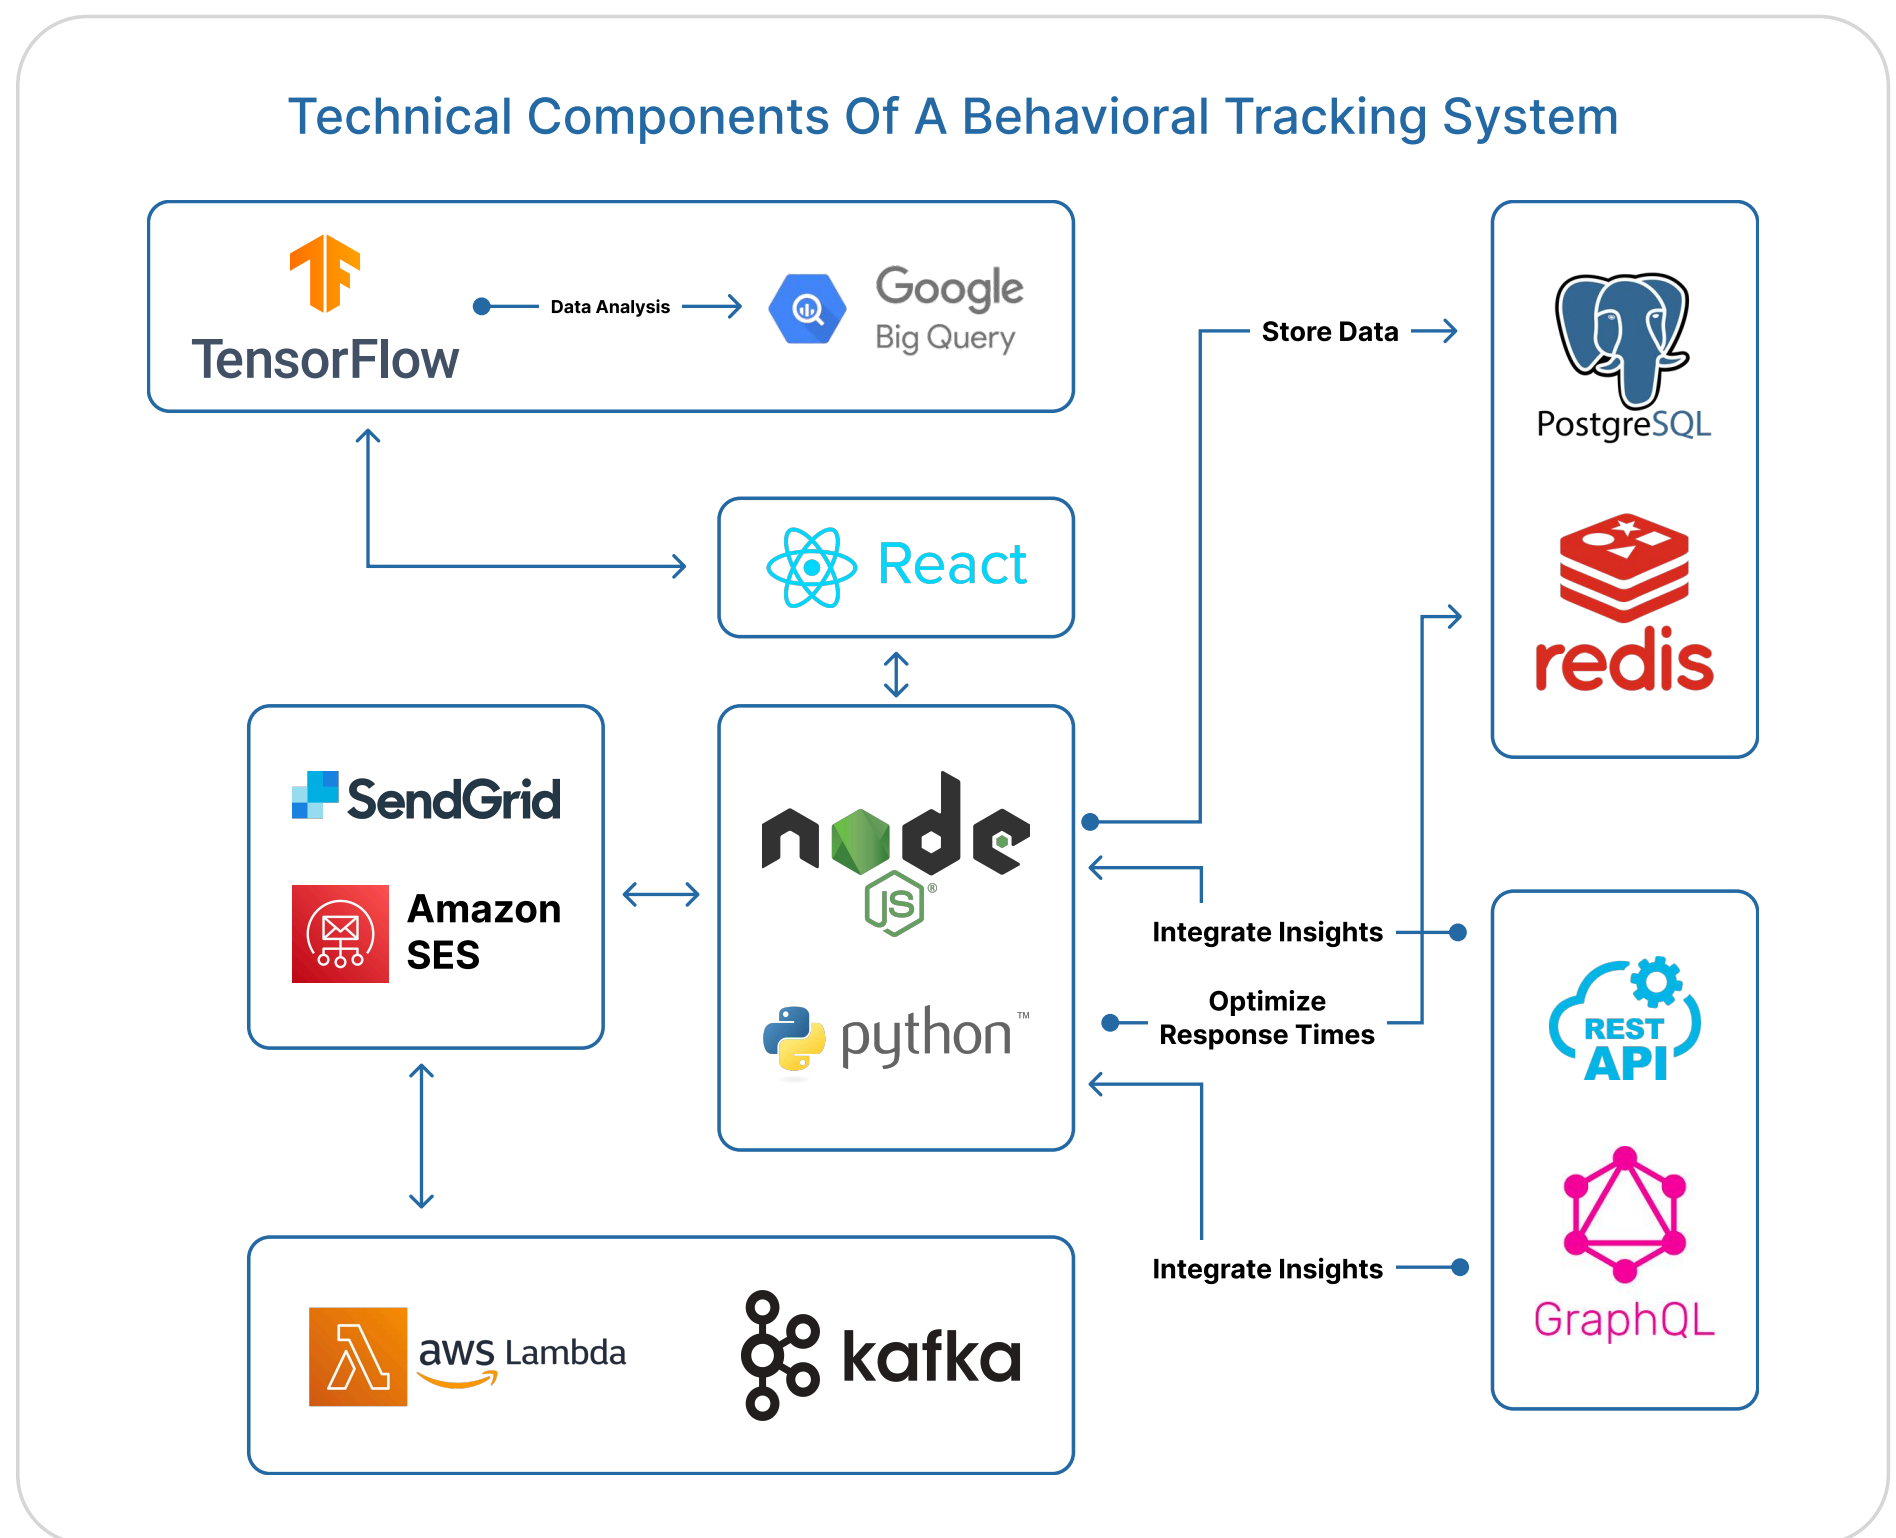 Technical Components Of A Behavioral Tracking System
TensorFlow
Data Analysis
Google
Big Query
Store Data
PostgreSQL
redis
React
SendGrid
Amazon
SES
node
JS®
python™
Integrate Insights
Optimize
Response Times
Integrate Insights
REST
API
GraphQL
aws Lambda
kafka